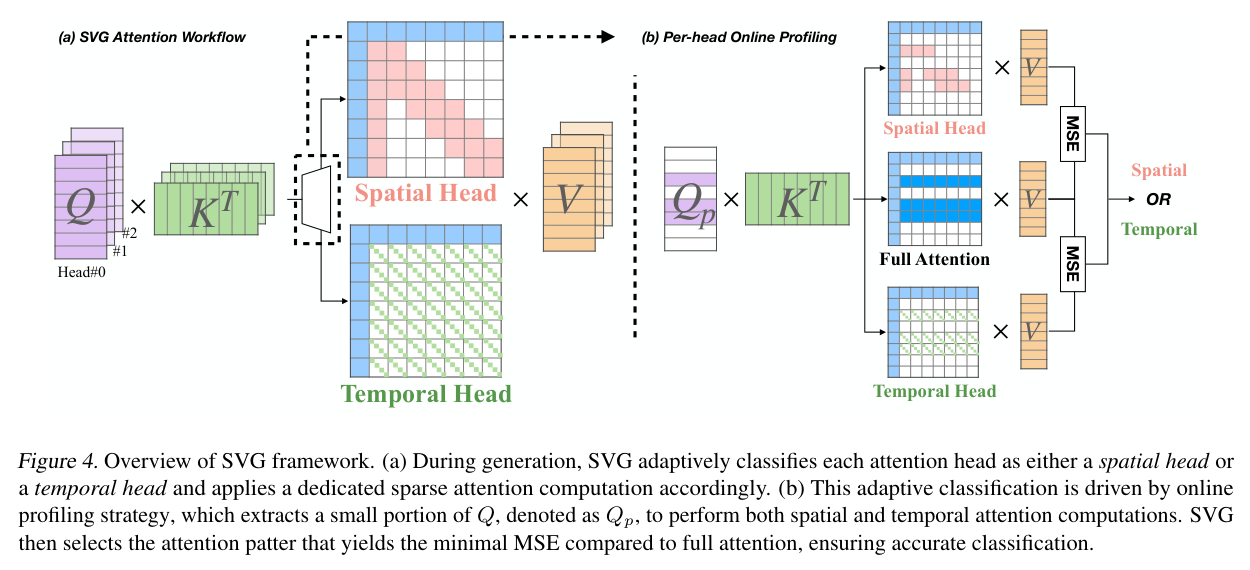 (a) SVG Attention Workflow
Q
#2
#1
Head#0
×
K^T
Spatial Head
Temporal Head
×
V
(b) Per-head Online Profiling
Q_p
×
K^T
Spatial Head
×
V
Full Attention
×
V
Temporal Head
×
V
MSE
MSE
Spatial
OR
Temporal
Figure 4. Overview of SVG framework. (a) During generation, SVG adaptively classifies each attention head as either a spatial head or
a temporal head and applies a dedicated sparse attention computation accordingly. (b) This adaptive classification is driven by online
profiling strategy, which extracts a small portion of Q, denoted as Q_p, to perform both spatial and temporal attention computations. SVG
then selects the attention patter that yields the minimal MSE compared to full attention, ensuring accurate classification.